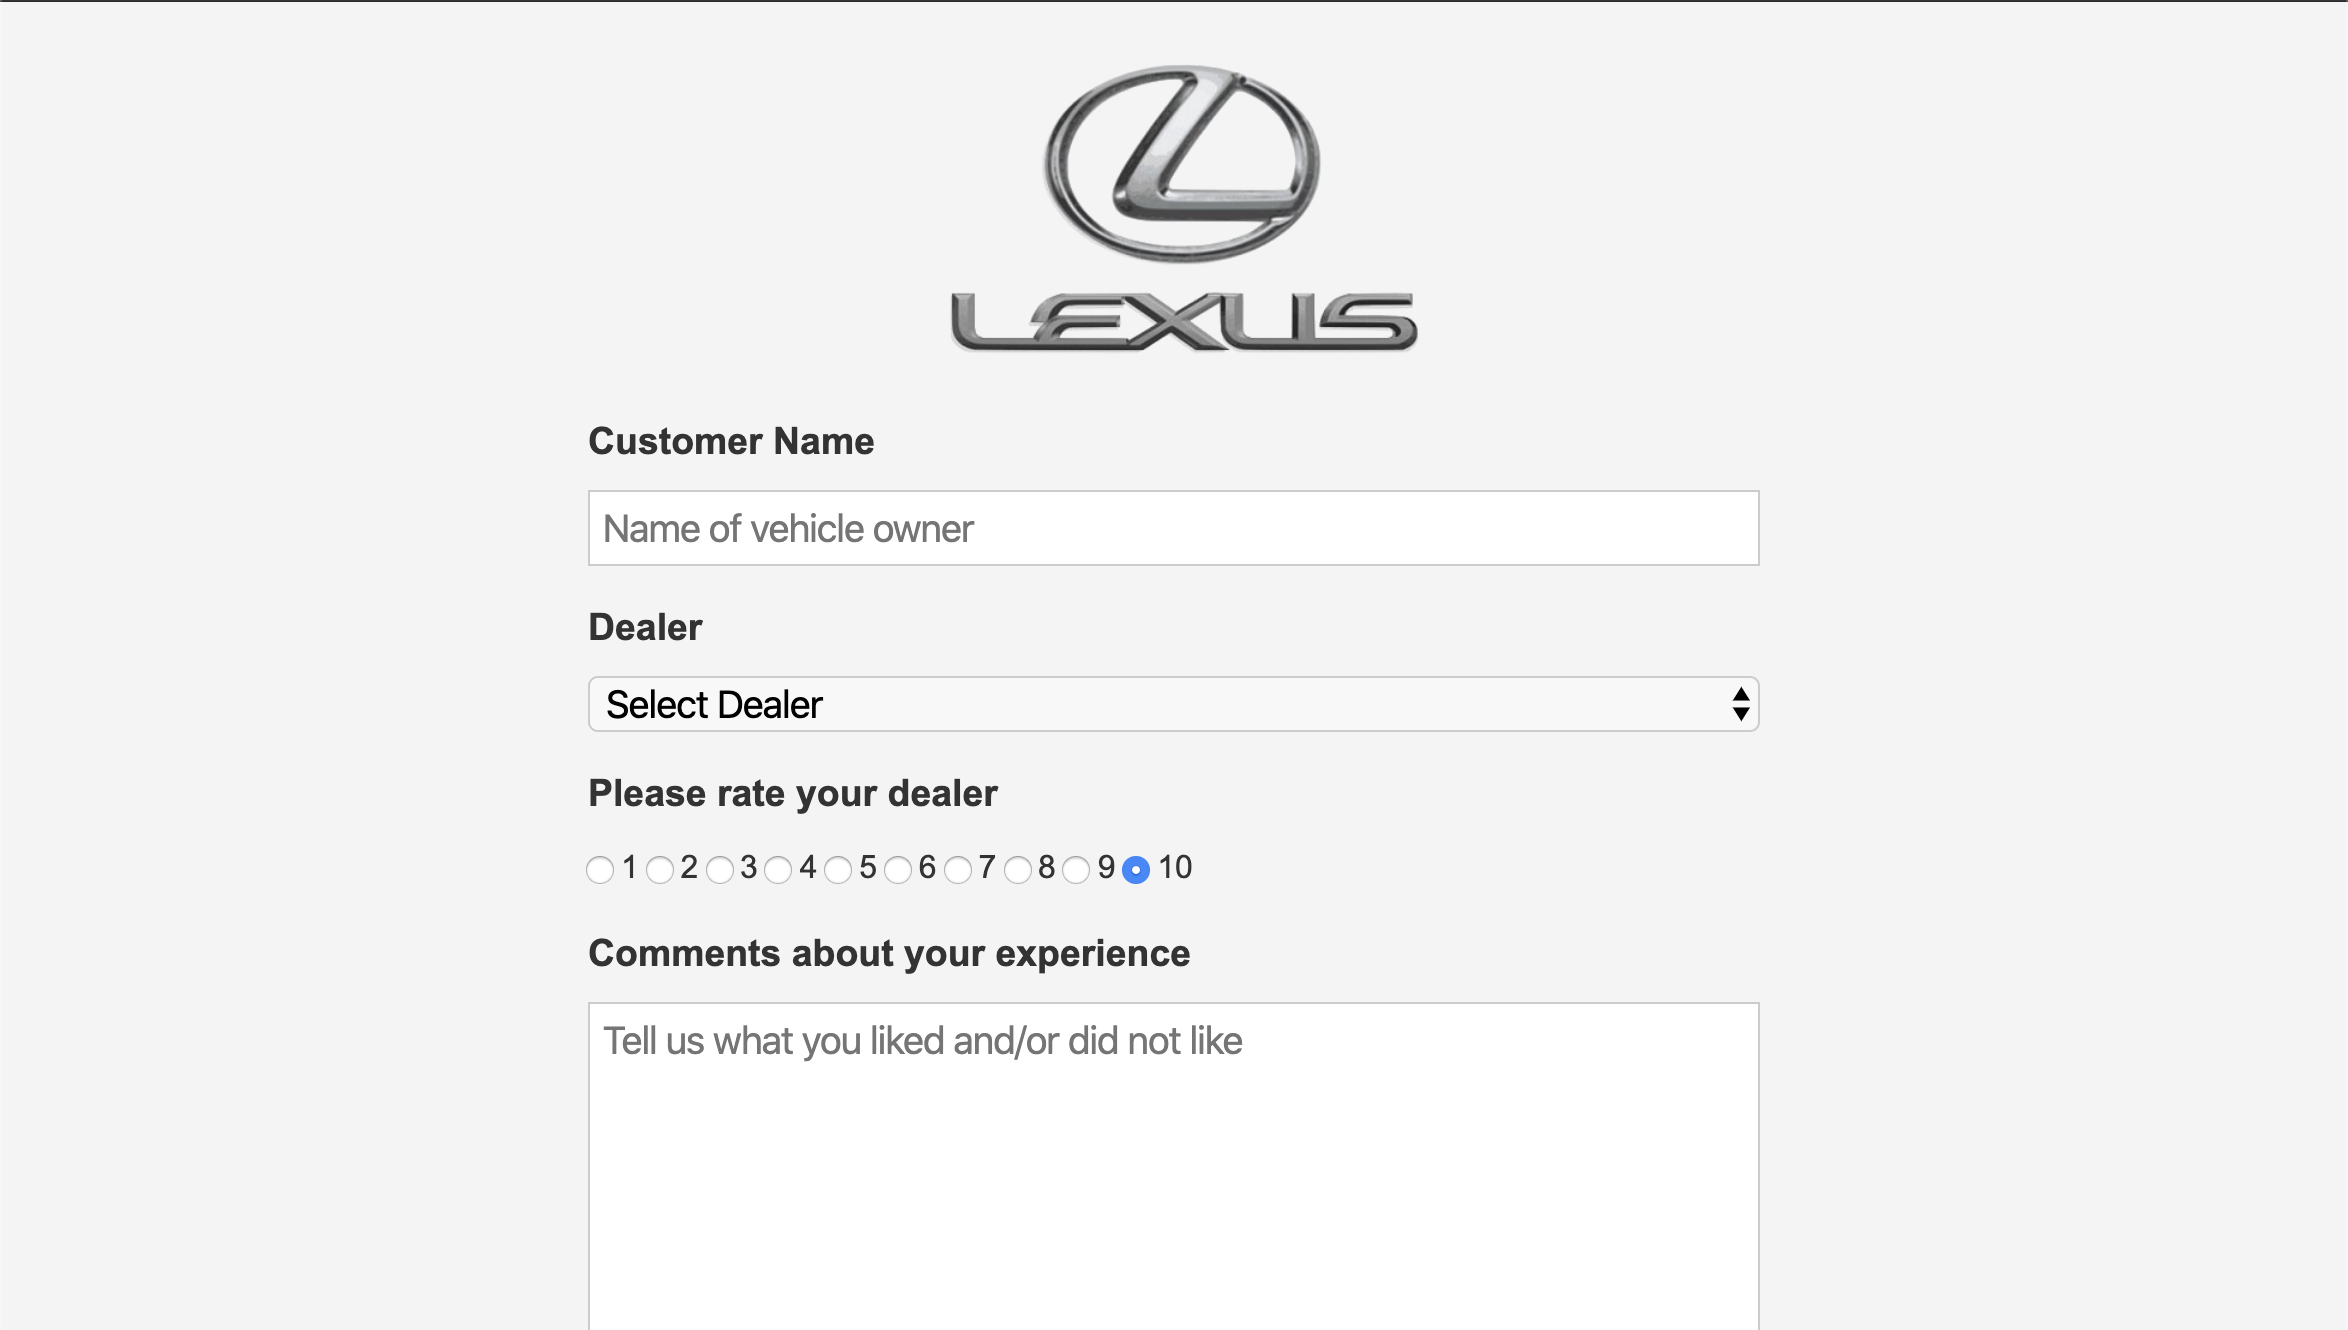 LEXUS
Customer Name
Name of vehicle owner
Dealer
Select Dealer
Please rate your dealer
1 2 3 4 5 6 7 8 9 10
Comments about your experience
Tell us what you liked and/or did not like